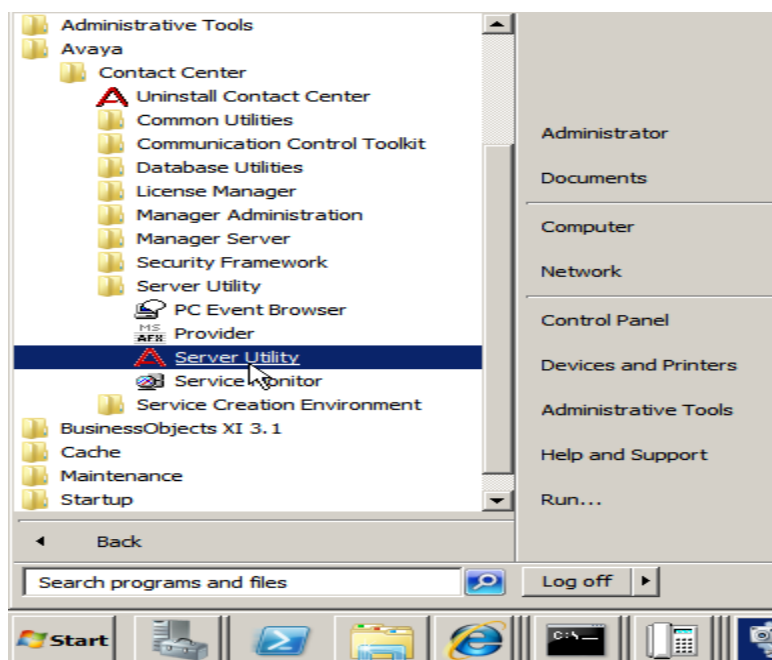 Administrative Tools
Avaya
Contact Center
Uninstall Contact Center
Common Utilities
Communication Control Toolkit
Database Utilities
License Manager
Manager Administration
Manager Server
Security Framework
Server Utility
PC Event Browser
MS
AFX
Provider
Server Utility
Service Monitor
Service Creation Environment
BusinessObjects XI 3.1
Cache
Maintenance
Startup
Back
Search programs and files
Administrator
Documents
Computer
Network
Control Panel
Devices and Printers
Administrative Tools
Help and Support
Run...
Log off
Start
C:\